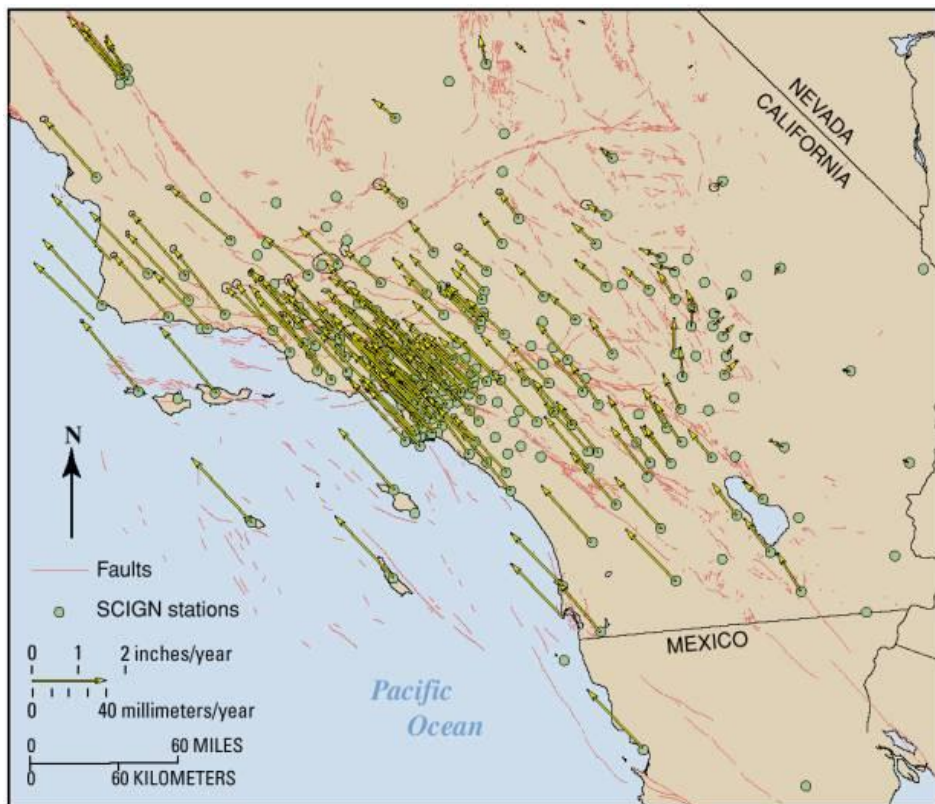 NEVADA
CALIFORNIA
N
Faults
SCIGN stations
0 1 2 inches/year
0 40 millimeters/year
0 60 MILES
0 60 KILOMETERS
MEXICO
Pacific
Ocean